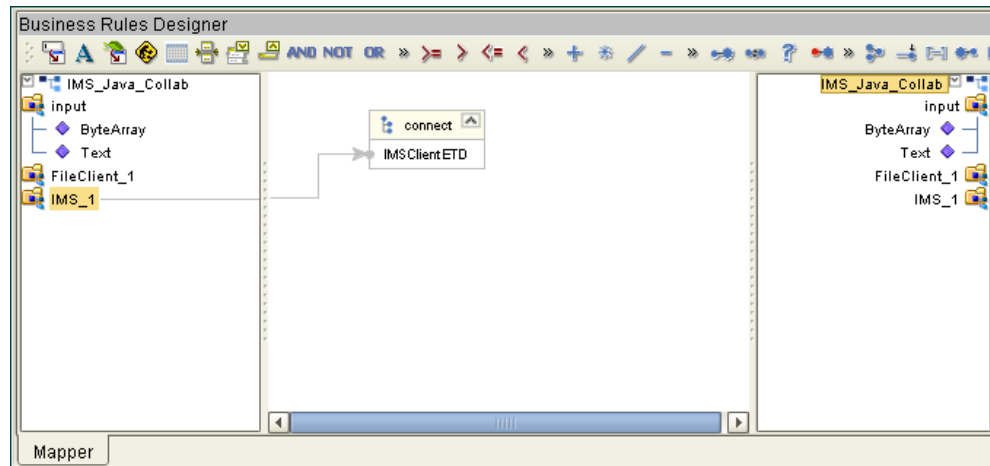 Business Rules Designer
A AND NOT OR » >= > <= < » + / - » ? »
IMS_Java_Collab
input
ByteArray
Text
FileClient_1
IMS_1
connect
IMSClientETD
IMS_Java_Collab
input
ByteArray
Text
FileClient_1
IMS_1
Mapper